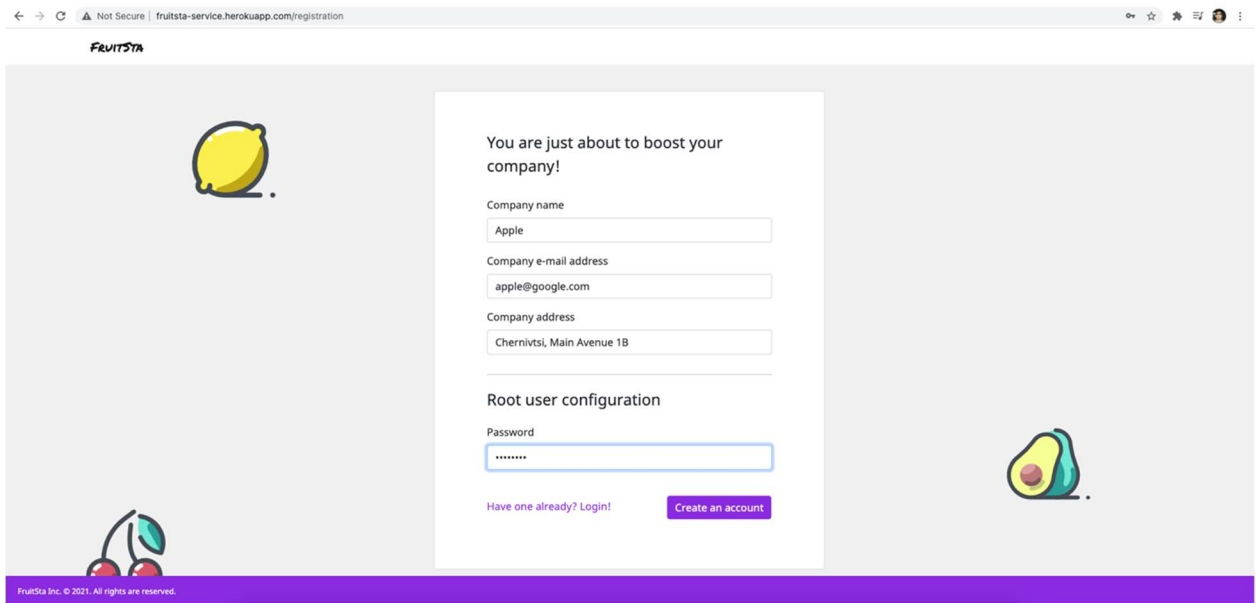 Not Secure | fruitsta-service.herokuapp.com/registration
FRUITSTA
You are just about to boost your
company!
Company name
Apple
Company e-mail address
apple@google.com
Company address
Chernivtsi, Main Avenue 1B
Root user configuration
Password
••••••••
Have one already? Login!
Create an account
FruitSta Inc. © 2021. All rights are reserved.